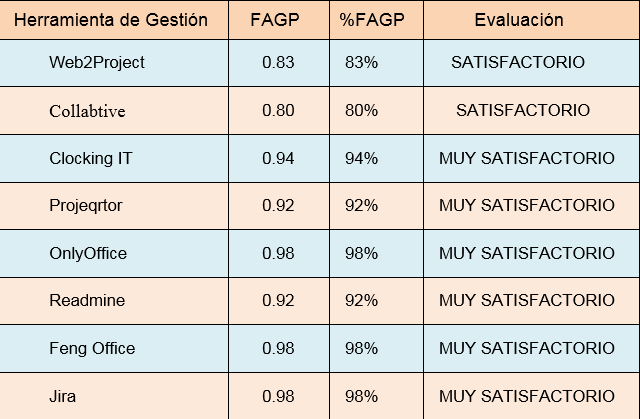 Herramienta de Gestión FAGP %FAGP Evaluación
Web2Project 0.83 83% SATISFACTORIO
Collabtive 0.80 80% SATISFACTORIO
Clocking IT 0.94 94% MUY SATISFACTORIO
Projeqrtor 0.92 92% MUY SATISFACTORIO
OnlyOffice 0.98 98% MUY SATISFACTORIO
Readmine 0.92 92% MUY SATISFACTORIO
Feng Office 0.98 98% MUY SATISFACTORIO
Jira 0.98 98% MUY SATISFACTORIO